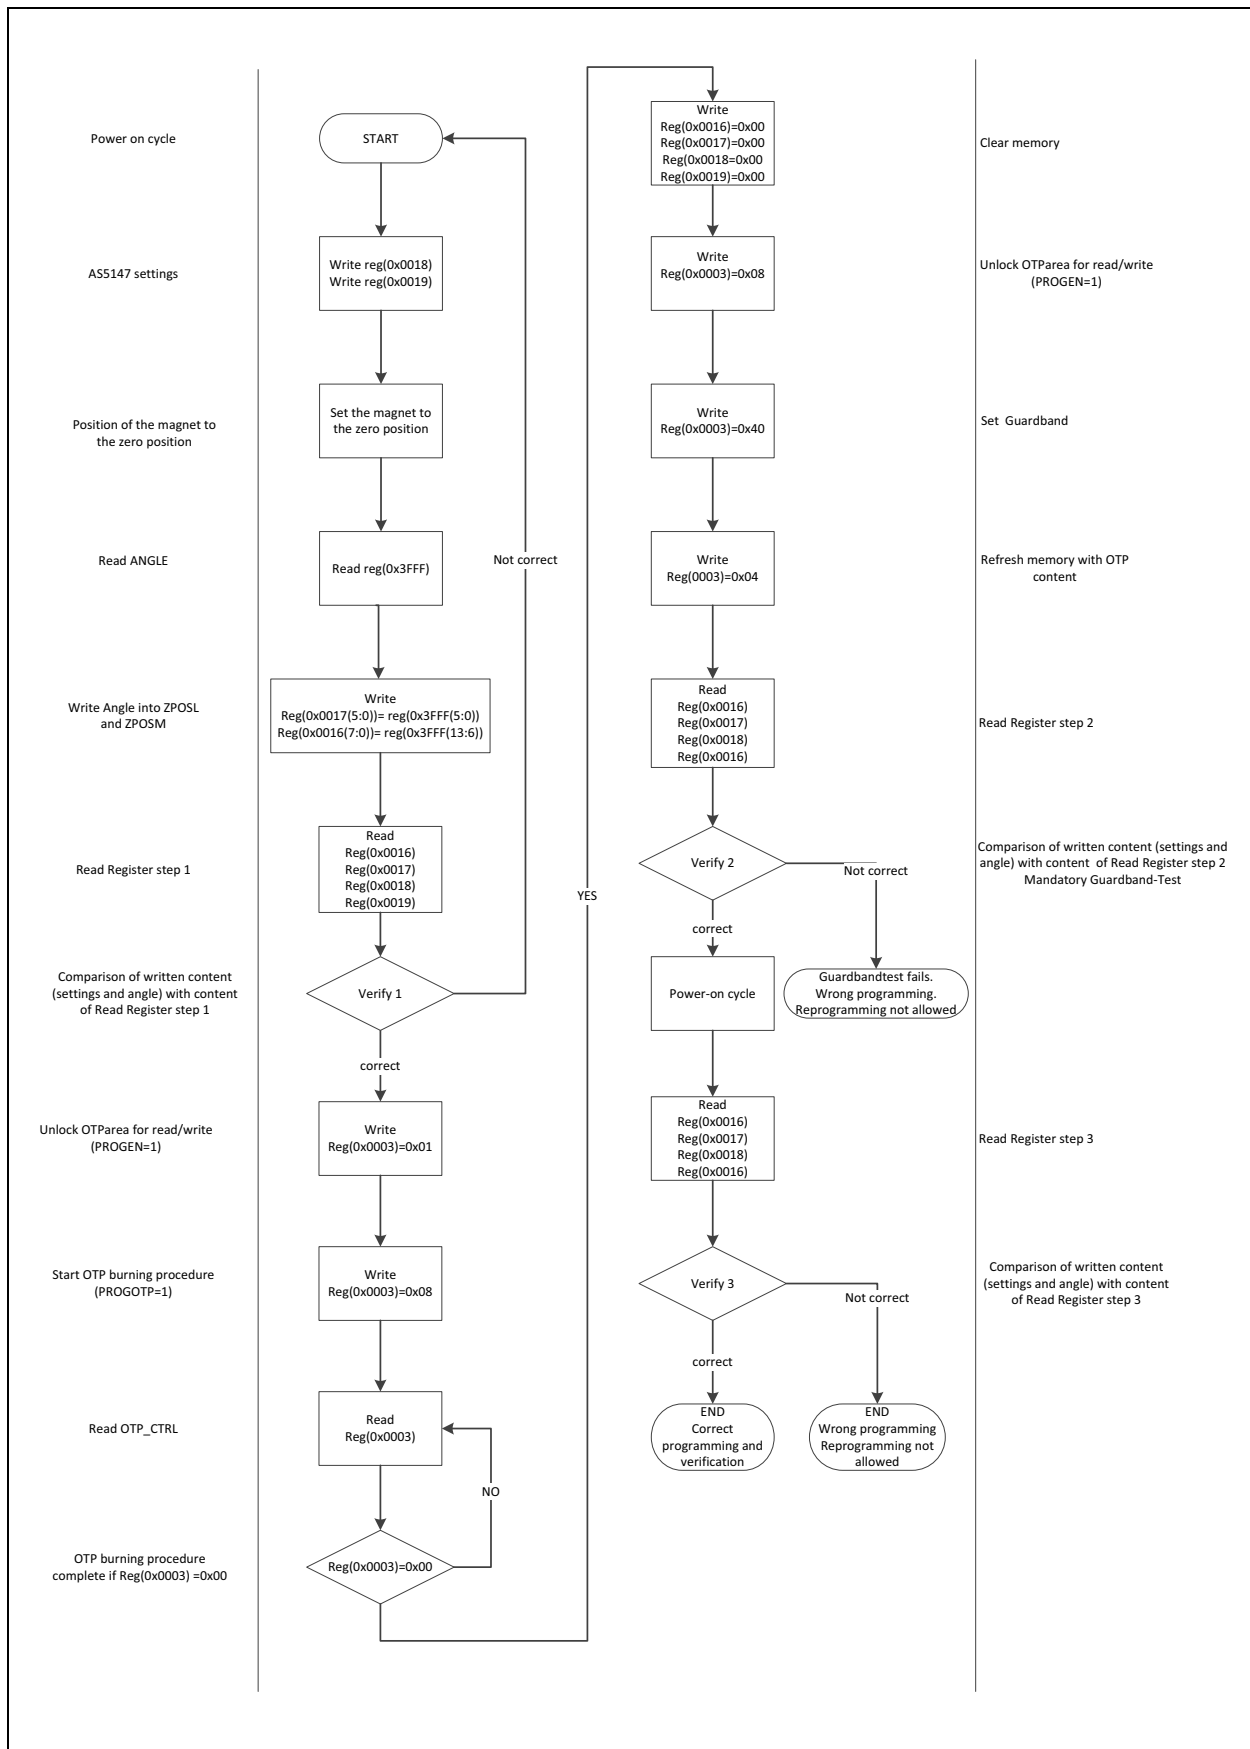 Power on cycle
START
AS5147 settings
Write reg(0x0018)
Write reg(0x0019)
Position of the magnet to
the zero position
Set the magnet to
the zero position
Read ANGLE
Read reg(0x3FFF)
Not correct
Write Angle into ZPOSL
and ZPOSM
Write
Reg(0x0017(5:0))= reg(0x3FFF(5:0))
Reg(0x0016(7:0))= reg(0x3FFF(13:6))
Read Register step 1
Read
Reg(0x0016)
Reg(0x0017)
Reg(0x0018)
Reg(0x0019)
Comparison of written content
(settings and angle) with content
of Read Register step 1
Verify 1
correct
Unlock OTParea for read/write
(PROGEN=1)
Write
Reg(0x0003)=0x01
Start OTP burning procedure
(PROGOTP=1)
Write
Reg(0x0003)=0x08
Read OTP_CTRL
Read
Reg(0x0003)
NO
OTP burning procedure
complete if Reg(0x0003) =0x00
Reg(0x0003)=0x00
YES
Write
Reg(0x0016)=0x00
Reg(0x0017)=0x00
Reg(0x0018=0x00
Reg(0x0019)=0x00
Clear memory
Write
Reg(0x0003)=0x08
Unlock OTParea for read/write
(PROGEN=1)
Write
Reg(0x0003)=0x40
Set Guardband
Write
Reg(0003)=0x04
Refresh memory with OTP
content
Read
Reg(0x0016)
Reg(0x0017)
Reg(0x0018)
Reg(0x0016)
Read Register step 2
Verify 2
Not correct
Comparison of written content (settings and
angle) with content of Read Register step 2
Mandatory Guardband-Test
correct
Power-on cycle
Guardbandtest fails.
Wrong programming.
Reprogramming not allowed
Read
Reg(0x0016)
Reg(0x0017)
Reg(0x0018)
Reg(0x0016)
Read Register step 3
Verify 3
Not correct
Comparison of written content
(settings and angle) with content
of Read Register step 3
correct
END
Correct
programming and
verification
END
Wrong programming
Reprogramming not
allowed